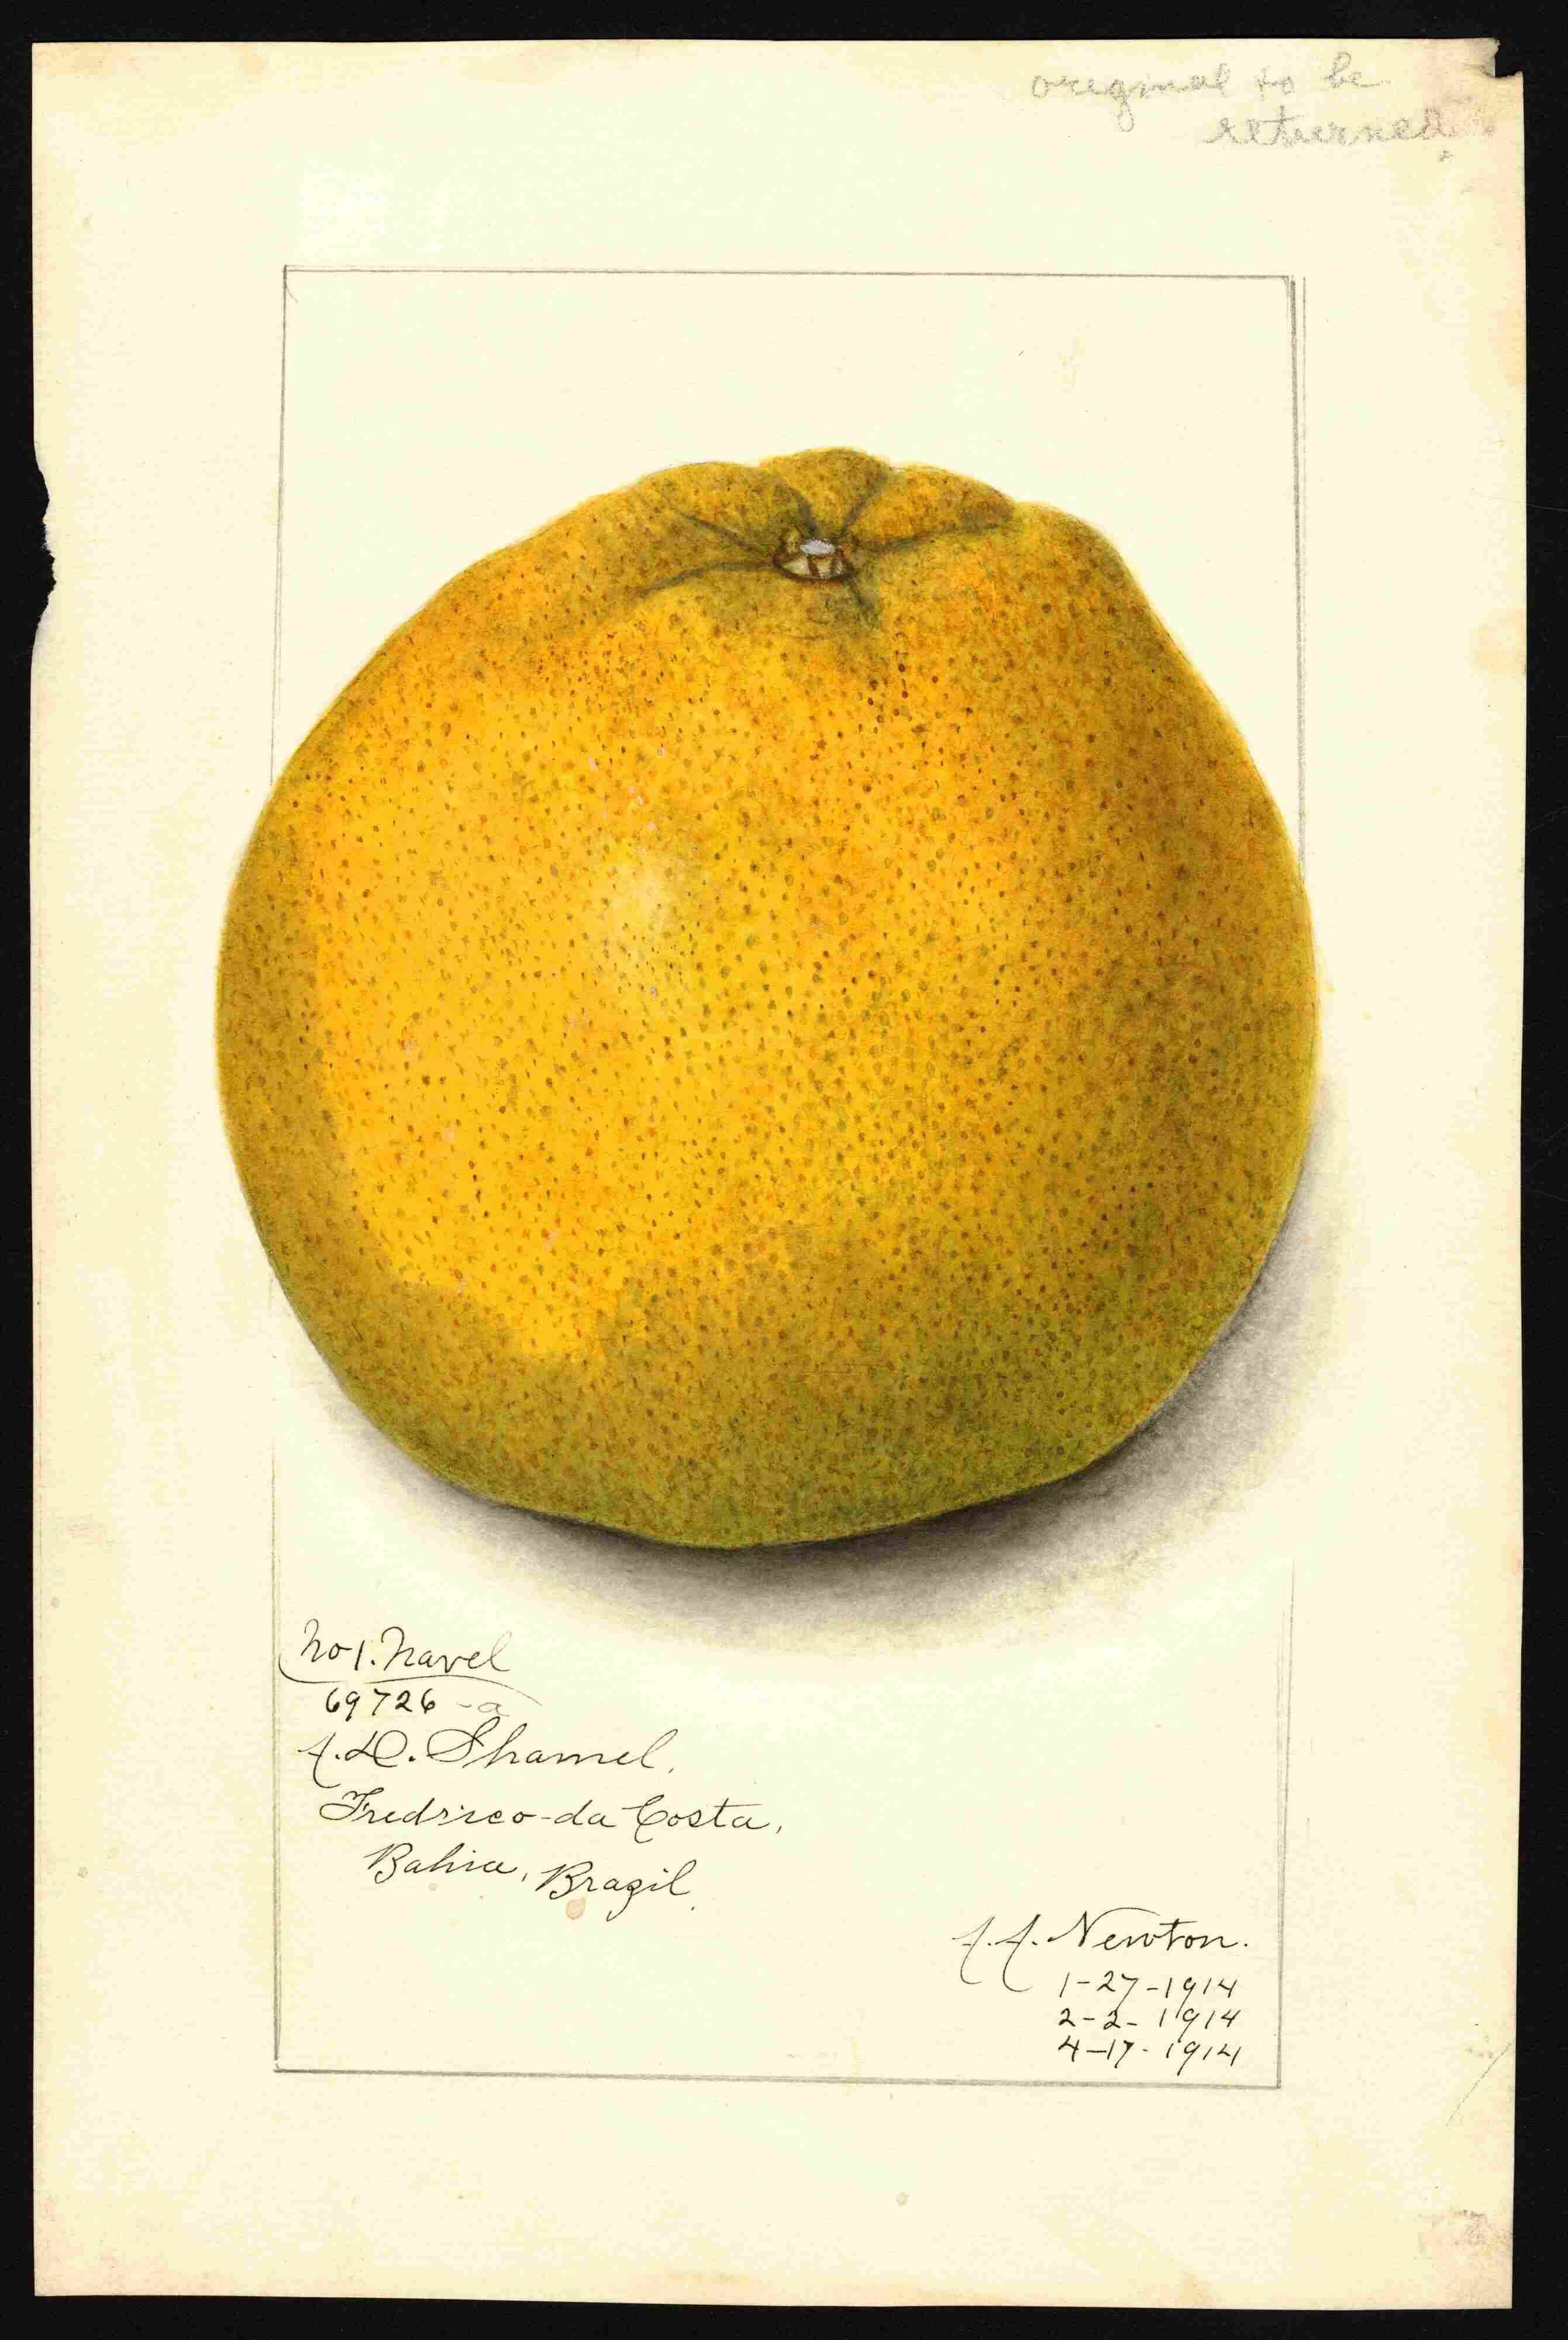 original to be
returned
No 1. Navel
69726 -a
A.D. Shamel.
Fredrico-da Costa,
Bahia, Brazil.
A.A. Newton.
1-27-1914
2-2-1914
4-17-1914